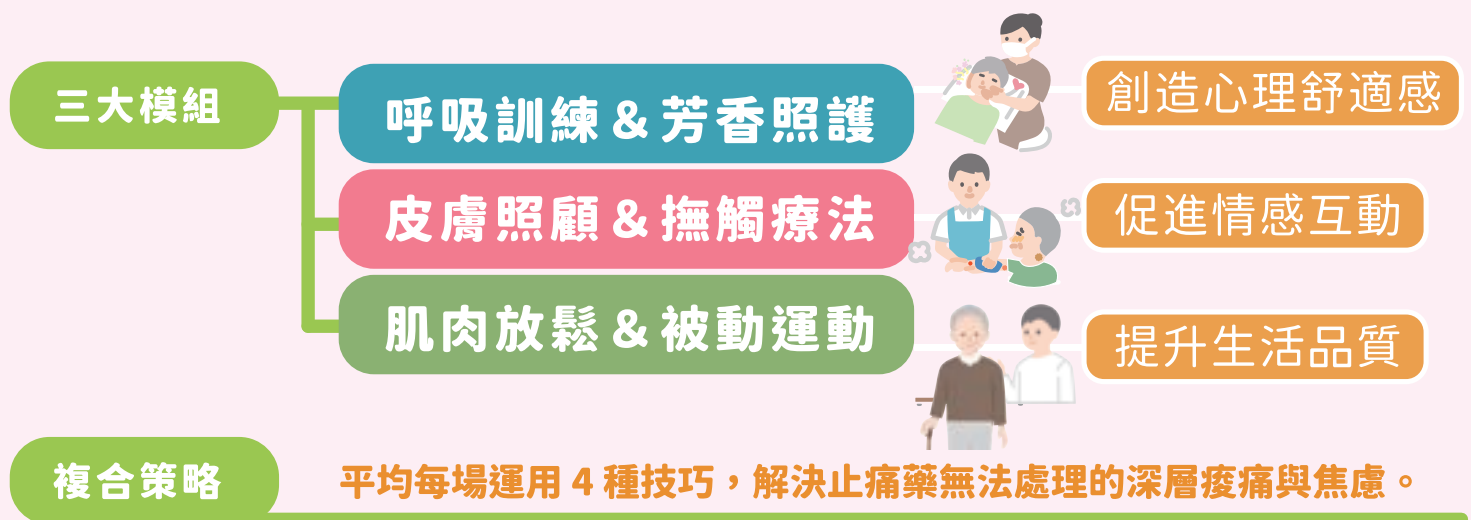 三大模組
呼吸訓練&芳香照護
創造心理舒適感
皮膚照顧&撫觸療法
促進情感互動
肌肉放鬆&被動運動
提升生活品質
複合策略
平均每場運用4種技巧,解決止痛藥無法處理的深層痠痛與焦慮。